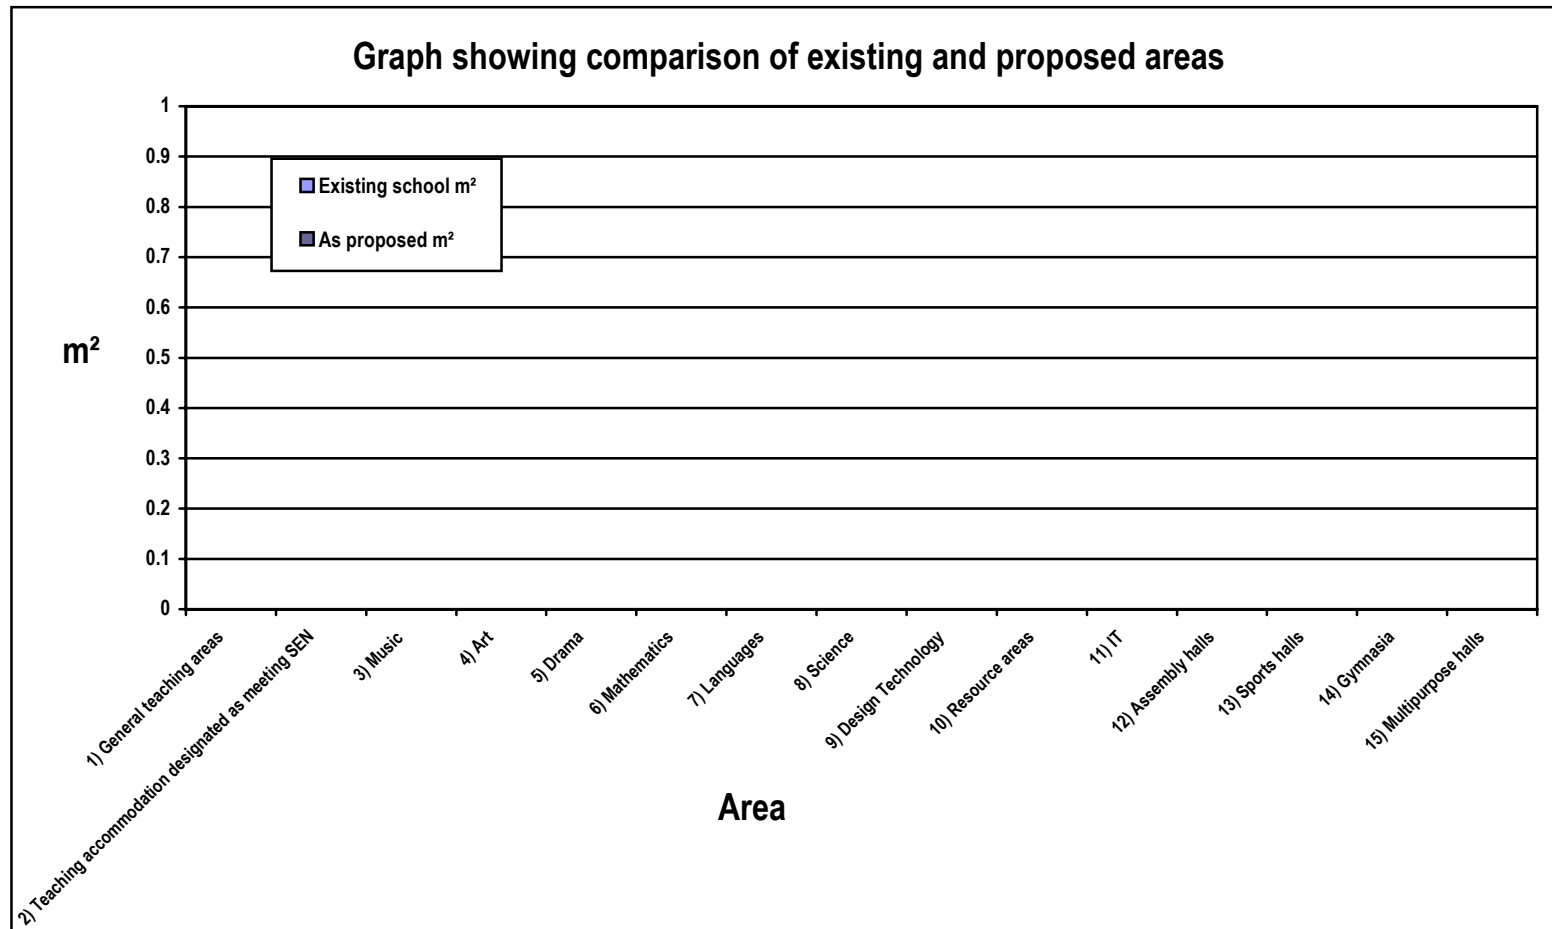 Graph showing comparison of existing and proposed areas
1
0.9
0.8
0.7
0.6
0.5
0.4
0.3
0.2
0.1
0
m²
Existing school m²
As proposed m²
1) General teaching areas
2) Teaching accommodation designated as meeting SEN
3) Music
4) Art
5) Drama
6) Mathematics
7) Languages
8) Science
9) Design Technology
10) Resource areas
11) IT
12) Assembly halls
13) Sports halls
14) Gymnasia
15) Multipurpose halls
Area